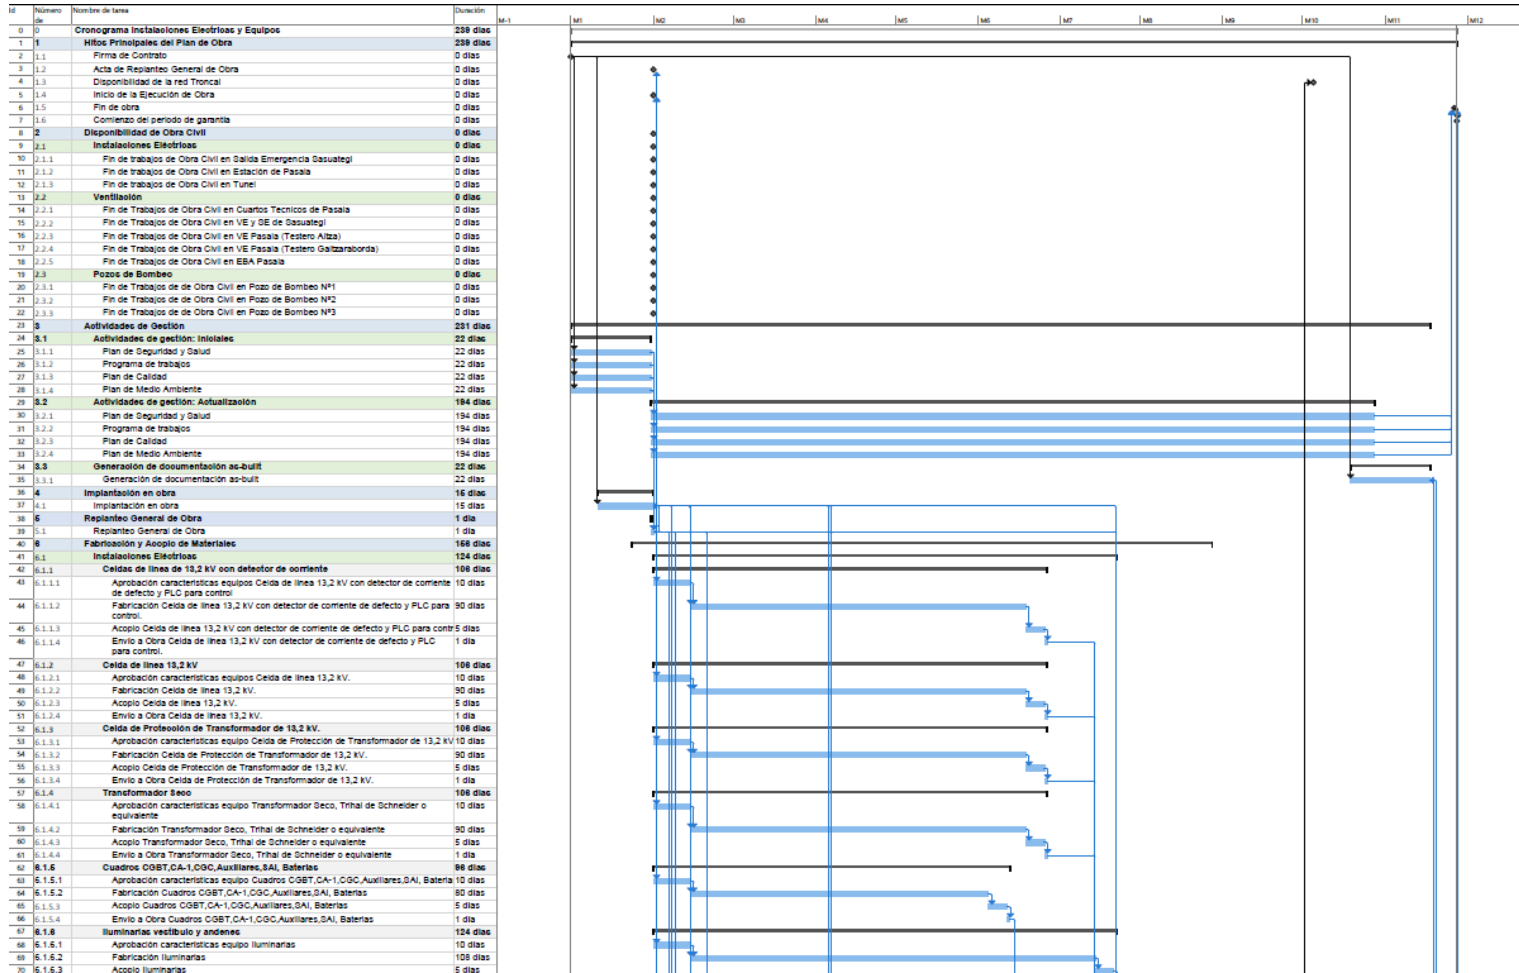 Id Número de Nombre de tarea Duración M-1 M1 M2 M3 M4 M5 M6 M7 M8 M9 M10 M11 M12
0 0 Cronograma Instalaciones Electricas y Equipos 239 días
1 1 Hitos Principales del Plan de Obra 239 días
2 1.1 Firma de Contrato 0 días
3 1.2 Acta de Replanteo General de Obra 0 días
4 1.3 Disponibilidad de la red Troncal 0 días
5 1.4 Inicio de la Ejecución de Obra 0 días
6 1.5 Fin de obra 0 días
7 1.6 Comienzo del periodo de garantía 0 días
8 2 Disponibilidad de Obra Civil 0 días
9 2.1 Instalaciones Eléctricas 0 días
10 2.1.1 Fin de trabajos de Obra Civil en Salida Emergencia Sasuategi 0 días
11 2.1.2 Fin de trabajos de Obra Civil en Estación de Pasaia 0 días
12 2.1.3 Fin de trabajos de Obra Civil en Tunel 0 días
13 2.2 Ventilación 0 días
14 2.2.1 Fin de Trabajos de Obra Civil en Cuartos Tecnicos de Pasaia 0 días
15 2.2.2 Fin de Trabajos de Obra Civil en VE y SE de Sasuategi 0 días
16 2.2.3 Fin de Trabajos de Obra Civil en VE Pasaia (Testero Altza) 0 días
17 2.2.4 Fin de Trabajos de Obra Civil en VE Pasaia (Testero Gaitzaraborda) 0 días
18 2.2.5 Fin de Trabajos de Obra Civil en EBA Pasaia 0 días
19 2.3 Pozos de Bombeo 0 días
20 2.3.1 Fin de Trabajos de de Obra Civil en Pozo de Bombeo Nº1 0 días
21 2.3.2 Fin de Trabajos de de Obra Civil en Pozo de Bombeo Nº2 0 días
22 2.3.3 Fin de Trabajos de de Obra Civil en Pozo de Bombeo Nº3 0 días
23 3 Actividades de Gestión 231 días
24 3.1 Actividades de gestión: Iniciales 22 días
25 3.1.1 Plan de Seguridad y Salud 22 días
26 3.1.2 Programa de trabajos 22 días
27 3.1.3 Plan de Calidad 22 días
28 3.1.4 Plan de Medio Ambiente 22 días
29 3.2 Actividades de gestión: Actualización 194 días
30 3.2.1 Plan de Seguridad y Salud 194 días
31 3.2.2 Programa de trabajos 194 días
32 3.2.3 Plan de Calidad 194 días
33 3.2.4 Plan de Medio Ambiente 194 días
34 3.3 Generación de documentación as-built 22 días
35 3.3.1 Generación de documentación as-built 22 días
36 4 Implantación en obra 15 días
37 4.1 Implantación en obra 15 días
38 5 Replanteo General de Obra 1 día
39 5.1 Replanteo General de Obra 1 día
40 6 Fabricación y Acopio de Materiales 156 días
41 6.1 Instalaciones Eléctricas 124 días
42 6.1.1 Celdas de línea de 13,2 kV con detector de corriente 106 días
43 6.1.1.1 Aprobación características equipos Celda de línea 13,2 kV con detector de corriente 10 días
de defecto y PLC para control
44 6.1.1.2 Fabricación Celda de línea 13,2 kV con detector de corriente de defecto y PLC para 90 días
control.
45 6.1.1.3 Acopio Celda de línea 13,2 kV con detector de corriente de defecto y PLC para contr 5 días
46 6.1.1.4 Envío a Obra Celda de línea 13,2 kV con detector de corriente de defecto y PLC 1 día
para control.
47 6.1.2 Celda de línea 13,2 kV 106 días
48 6.1.2.1 Aprobación características equipos Celda de línea 13,2 kV. 10 días
49 6.1.2.2 Fabricación Celda de línea 13,2 kV. 90 días
50 6.1.2.3 Acopio Celda de línea 13,2 kV. 5 días
51 6.1.2.4 Envío a Obra Celda de línea 13,2 kV. 1 día
52 6.1.3 Celda de Protección de Transformador de 13,2 kV. 106 días
53 6.1.3.1 Aprobación características equipo Celda de Protección de Transformador de 13,2 kV 10 días
54 6.1.3.2 Fabricación Celda de Protección de Transformador de 13,2 kV. 90 días
55 6.1.3.3 Acopio Celda de Protección de Transformador de 13,2 kV. 5 días
56 6.1.3.4 Envío a Obra Celda de Protección de Transformador de 13,2 kV. 1 día
57 6.1.4 Transformador Seco 106 días
58 6.1.4.1 Aprobación características equipo Transformador Seco, Trihal de Schneider o 10 días
equivalente
59 6.1.4.2 Fabricación Transformador Seco, Trihal de Schneider o equivalente 90 días
60 6.1.4.3 Acopio Transformador Seco, Trihal de Schneider o equivalente 5 días
61 6.1.4.4 Envío a Obra Transformador Seco, Trihal de Schneider o equivalente 1 día
62 6.1.5 Cuadros CGBT,CA-1,CGC,Auxiliares,SAI, Baterias 96 días
63 6.1.5.1 Aprobación características equipo Cuadros CGBT,CA-1,CGC,Auxiliares,SAI, Bateria 10 días
64 6.1.5.2 Fabricación Cuadros CGBT,CA-1,CGC,Auxiliares,SAI, Baterias 80 días
65 6.1.5.3 Acopio Cuadros CGBT,CA-1,CGC,Auxiliares,SAI, Baterias 5 días
66 6.1.5.4 Envío a Obra Cuadros CGBT,CA-1,CGC,Auxiliares,SAI, Baterias 1 día
67 6.1.6 Iluminarias vestíbulo y andenes 124 días
68 6.1.6.1 Aprobación características equipo Iluminarias 10 días
69 6.1.6.2 Fabricación Iluminarias 108 días
70 6.1.6.3 Acopio Iluminarias 5 días